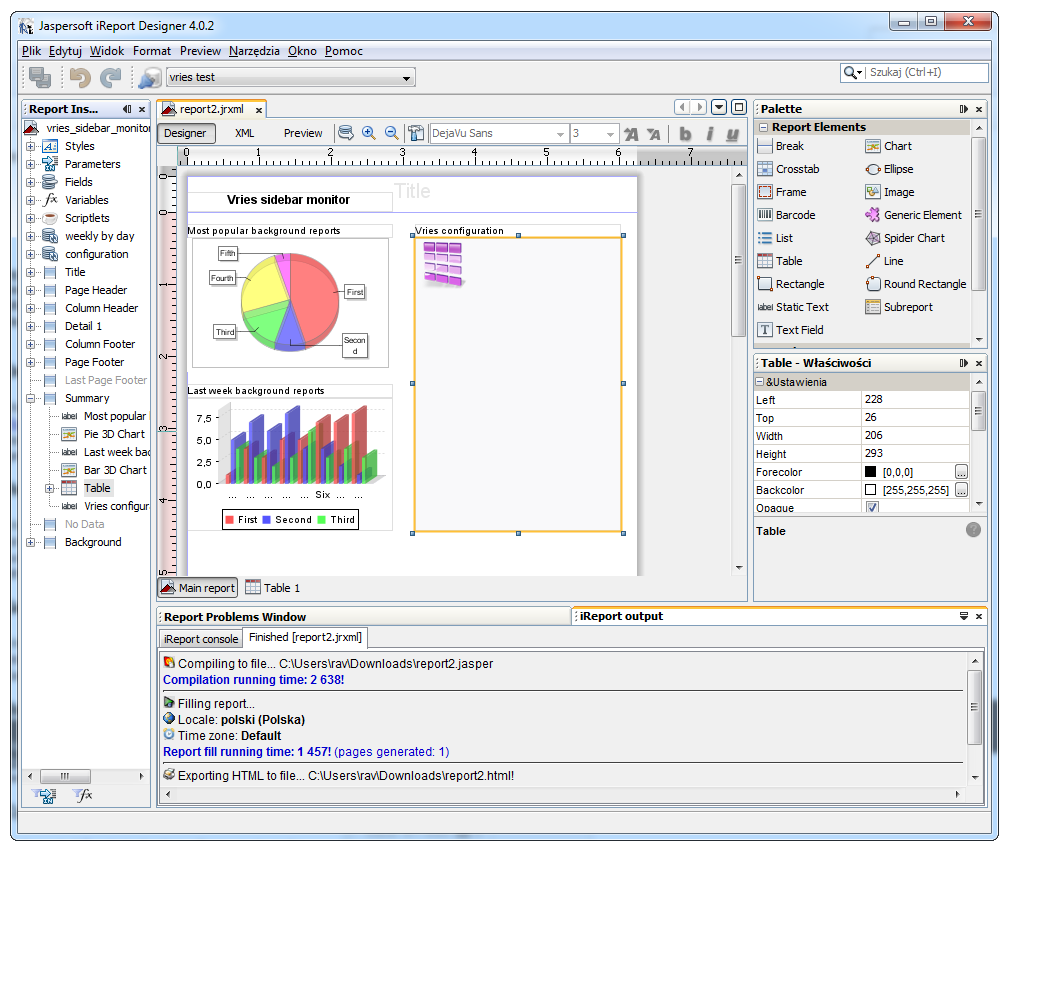 Jaspersoft iReport Designer 4.0.2
Plik Edytuj Widok Format Preview Narzędzia Okno Pomoc
vries test
Szukaj (Ctrl+I)
Report Ins...
vries_sidebar_monitor
Styles
Parameters
Fields
fx Variables
Scriptlets
weekly by day
configuration
Title
Page Header
Column Header
Detail 1
Column Footer
Page Footer
Last Page Footer
Summary
label Most popular
Pie 3D Chart
label Last week bac
Bar 3D Chart
Table
label Vries configur
No Data
Background
report2.jrxml
Designer XML Preview DejaVu Sans 3 A A b i u
0 1 2 3 4 5 6 7
0
1
2
3
4
5
Title
Vries sidebar monitor
Most popular background reports
Fifth
Fourth
First
Third
Secon
d
Vries configuration
Last week background reports
7,5
5,0
2,5
0,0
... ... ... ... ... Six ... ...
First Second Third
Main report Table 1
Palette
Report Elements
Break Chart
Crosstab Ellipse
Frame Image
Barcode Generic Element
List Spider Chart
Table Line
Rectangle Round Rectangle
label Static Text Subreport
T Text Field
Table - Właściwości
&Ustawienia
Left 228
Top 26
Width 206
Height 293
Forecolor [0,0,0] ...
Backcolor [255,255,255] ...
Opaque
Table
Report Problems Window
iReport output
iReport console Finished [report2.jrxml]
Compiling to file... C:\Users\rav\Downloads\report2.jasper
Compilation running time: 2 638!
Filling report...
Locale: polski (Polska)
Time zone: Default
Report fill running time: 1 457! (pages generated: 1)
Exporting HTML to file... C:\Users\rav\Downloads\report2.html!